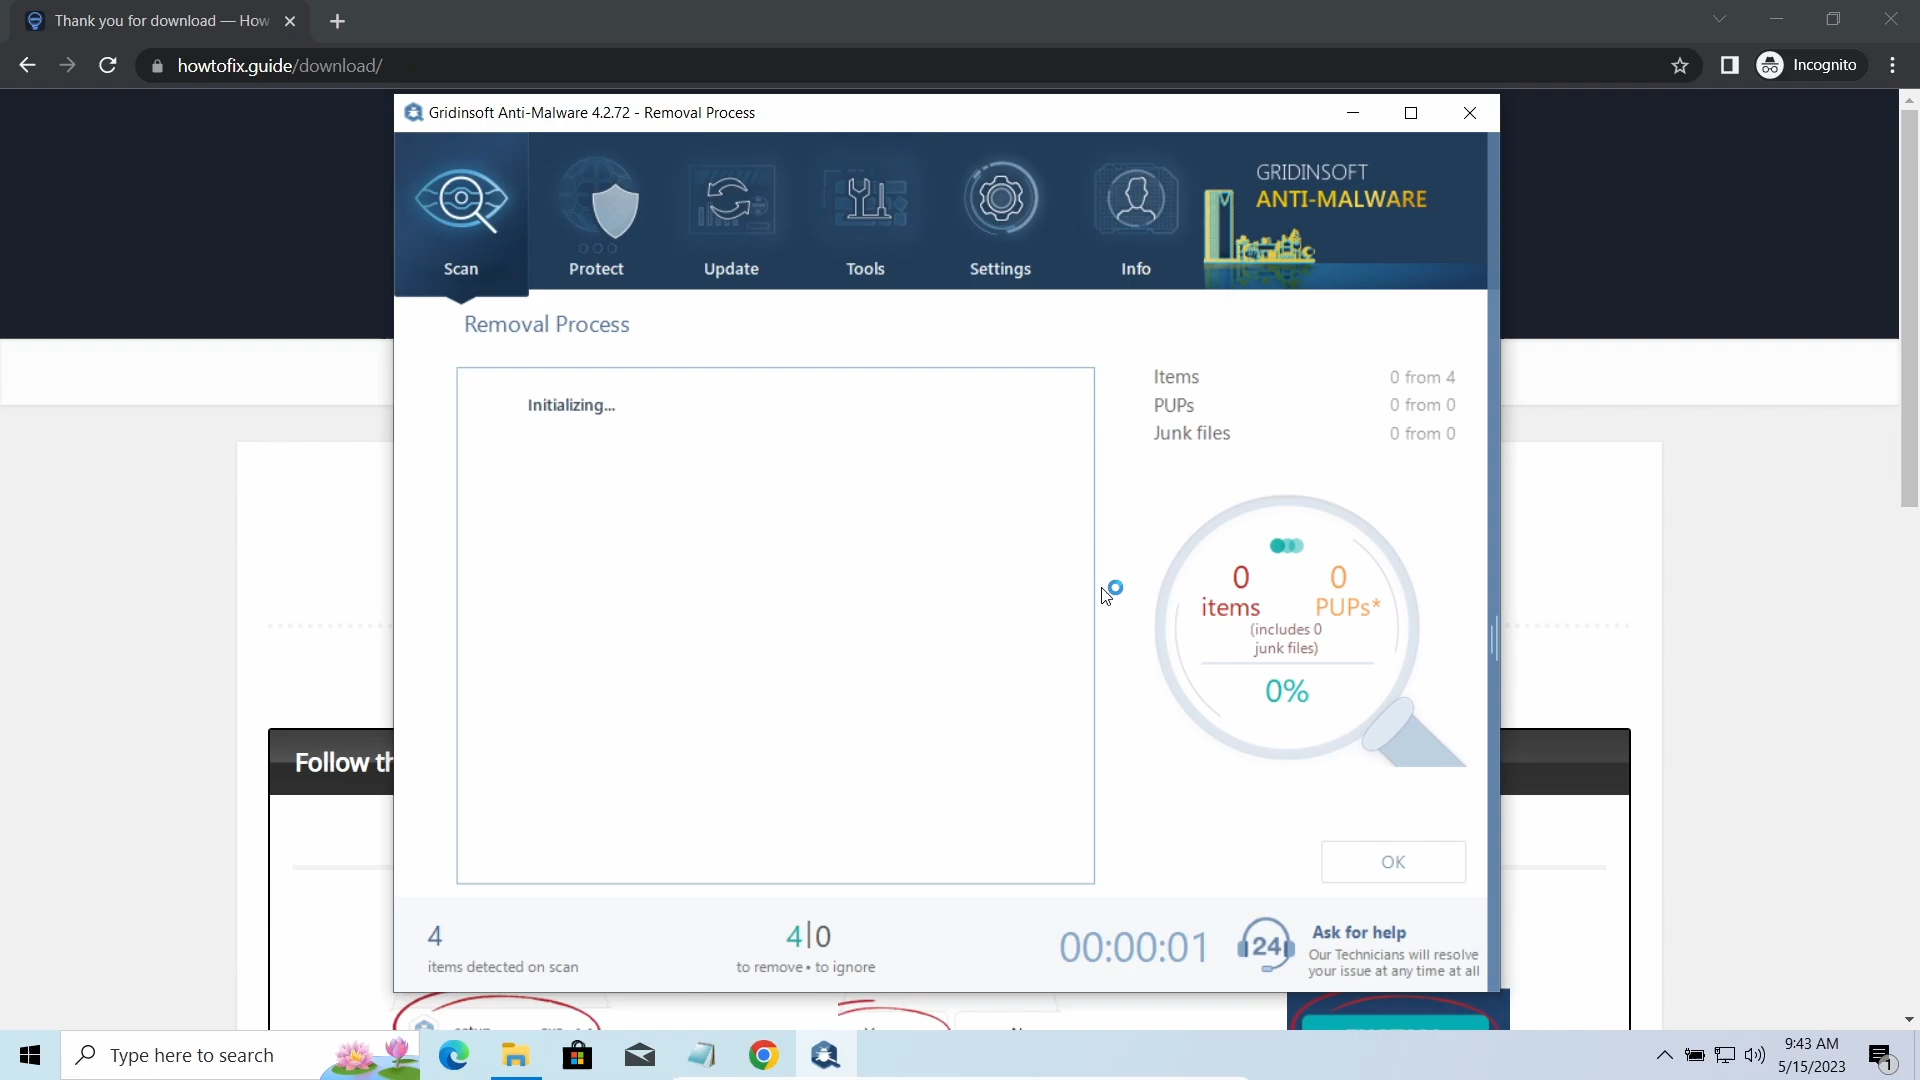 Thank you for download — How
howtofix.guide/download/
Incognito
Gridinsoft Anti-Malware 4.2.72 - Removal Process
Scan
Protect
Update
Tools
Settings
Info
GRIDINSOFT
ANTI-MALWARE
Removal Process
Initializing...
Items 0 from 4
PUPs 0 from 0
Junk files 0 from 0
0 0
items PUPs*
(includes 0
junk files)
0%
Follow th
OK
4
items detected on scan
4|0
to remove • to ignore
00:00:01
24
Ask for help
Our Technicians will resolve
your issue at any time at all
Type here to search
9:43 AM
5/15/2023
1